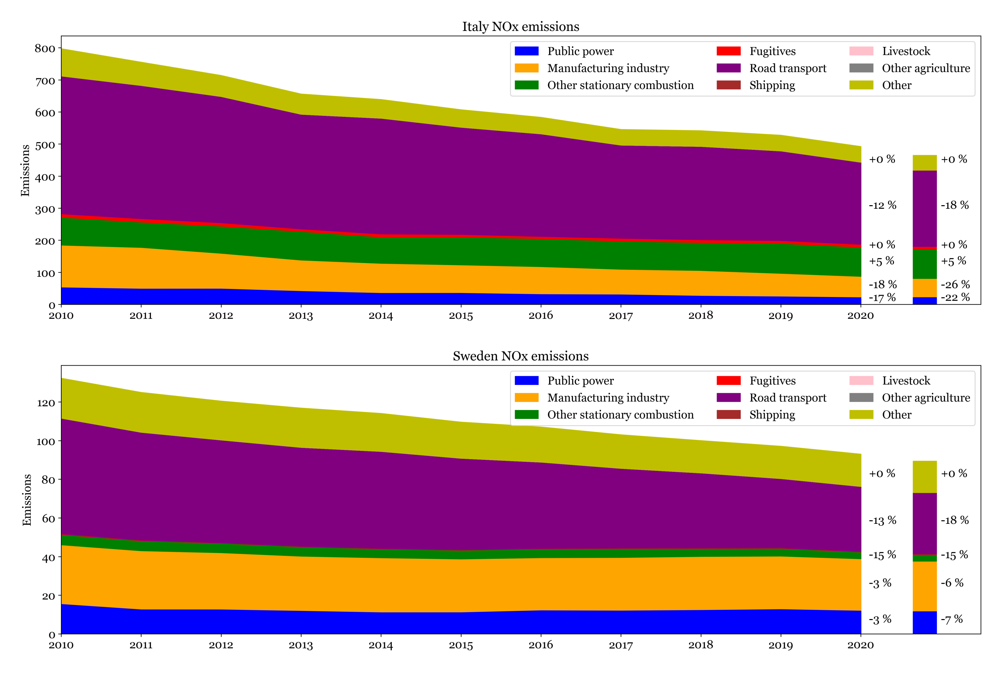 Italy NOx emissions
Public power Fugitives Livestock
Manufacturing industry Road transport Other agriculture
Other stationary combustion Shipping Other
Emissions
800
700
600
500
400
300
200
100
0
+0 % +0 %
-12 % -18 %
+0 % +0 %
+5 % +5 %
-18 % -26 %
-17 % -22 %
2010 2011 2012 2013 2014 2015 2016 2017 2018 2019 2020
Sweden NOx emissions
Public power Fugitives Livestock
Manufacturing industry Road transport Other agriculture
Other stationary combustion Shipping Other
Emissions
120
100
80
60
40
20
0
+0 % +0 %
-13 % -18 %
-15 % -15 %
-3 % -6 %
-3 % -7 %
2010 2011 2012 2013 2014 2015 2016 2017 2018 2019 2020